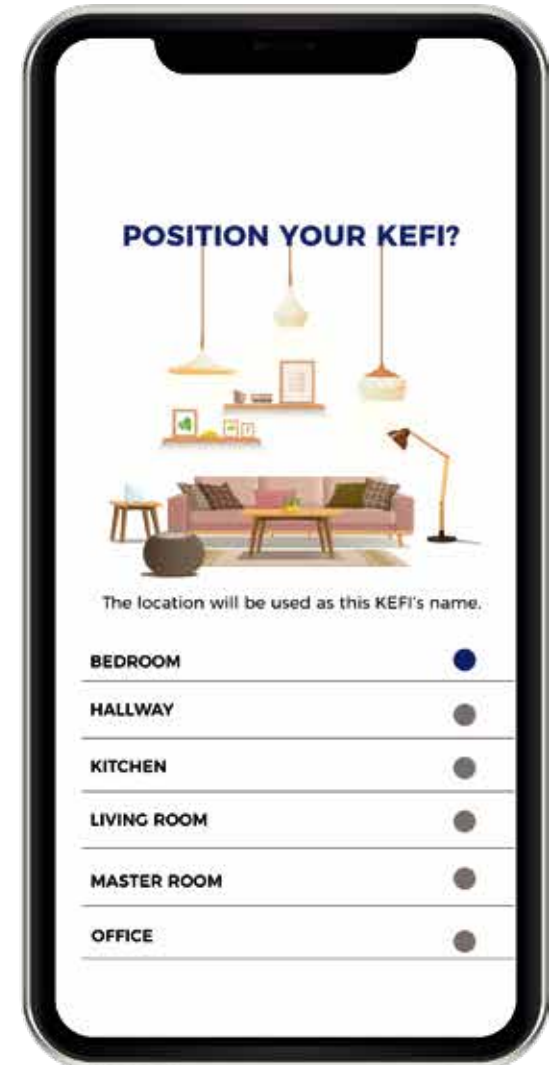 POSITION YOUR KEFI?
The location will be used as this KEFI's name.
BEDROOM
HALLWAY
KITCHEN
LIVING ROOM
MASTER ROOM
OFFICE